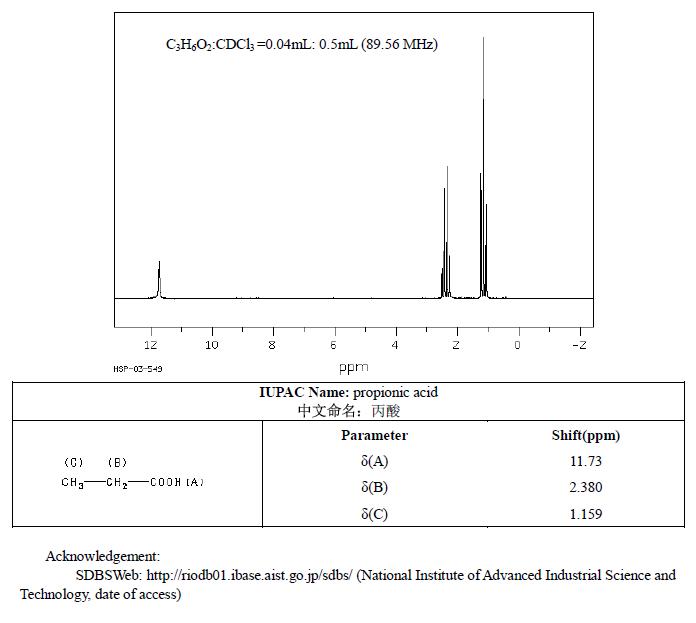 C₃H₆O₂:CDCl₃ =0.04mL: 0.5mL (89.56 MHz)
12 10 8 6 4 2 0 -2
HSP-03-549
ppm
IUPAC Name: propionic acid
中文命名：丙酸
Parameter Shift(ppm)
(C) (B)
CH₃—CH₂—COOH(A)
δ(A) 11.73
δ(B) 2.380
δ(C) 1.159
Acknowledgement:
SDBSWeb: http://riodb01.ibase.aist.go.jp/sdbs/ (National Institute of Advanced Industrial Science and
Technology, date of access)